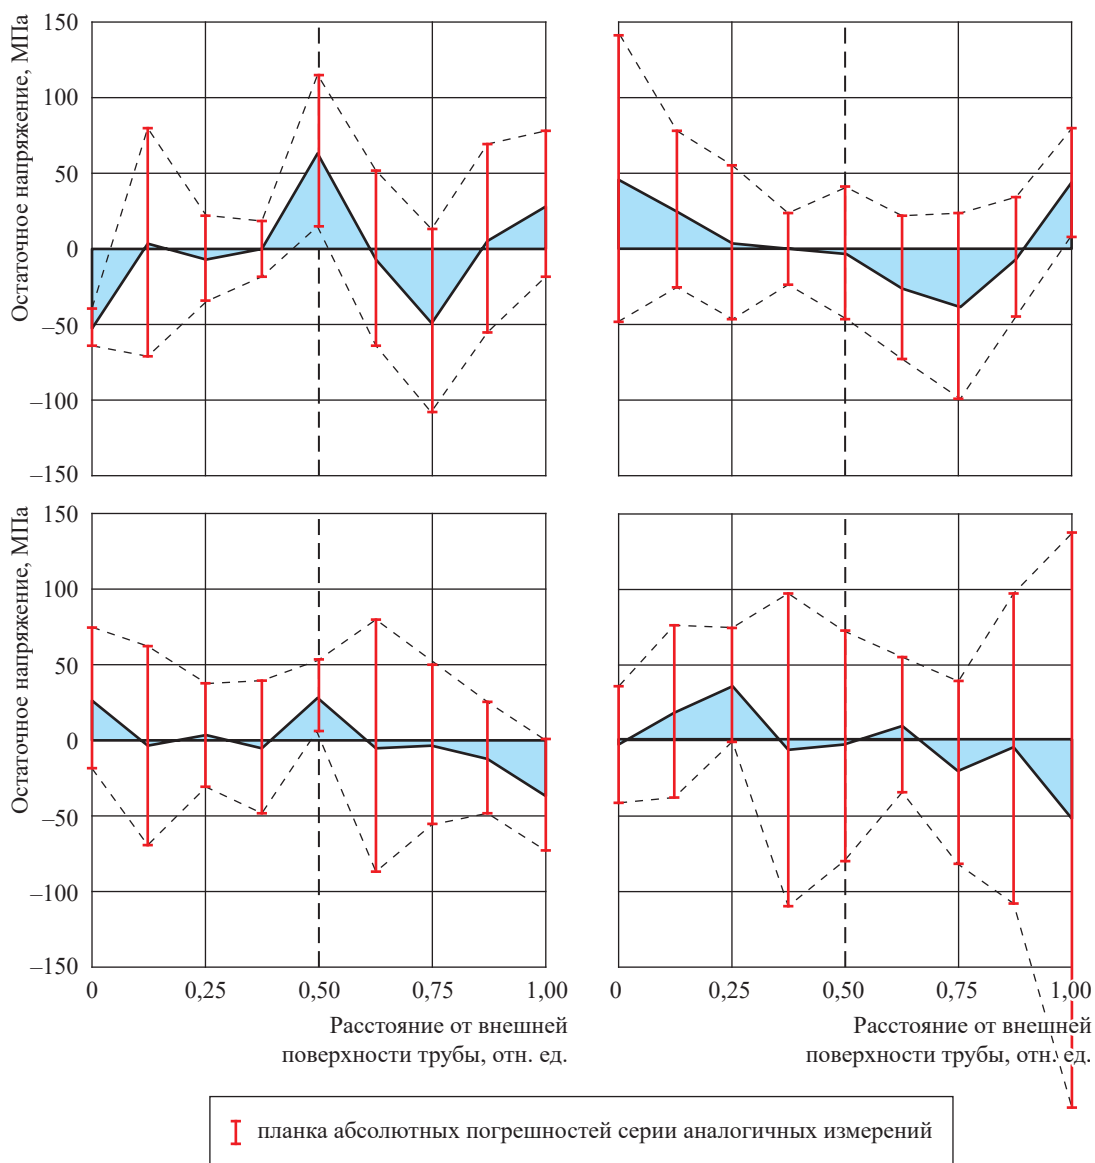 Остаточное напряжение, МПа
150
100
50
0
–50
–100
–150
Остаточное напряжение, МПа
150
100
50
0
–50
–100
–150
0 0,25 0,50 0,75 1,00
Расстояние от внешней
поверхности трубы, отн. ед.
0 0,25 0,50 0,75 1,00
Расстояние от внешней
поверхности трубы, отн. ед.
планка абсолютных погрешностей серии аналогичных измерений